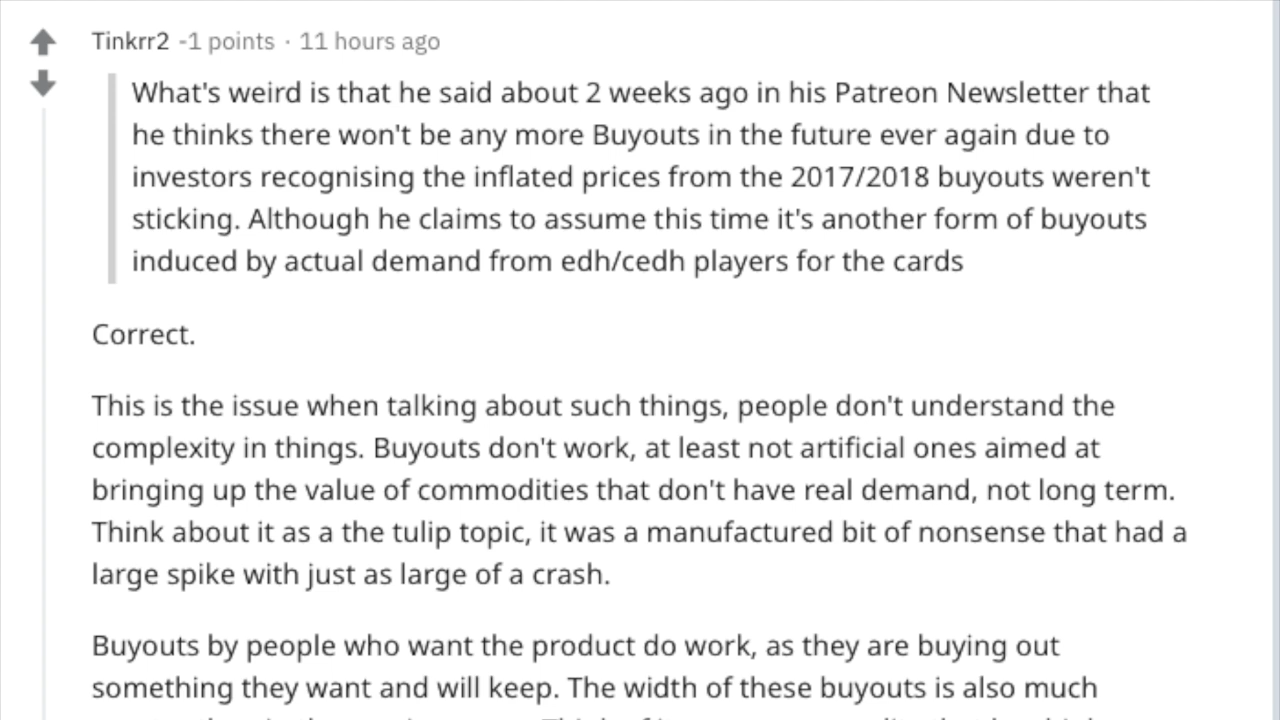 Tinkrr2 -1 points · 11 hours ago
What's weird is that he said about 2 weeks ago in his Patreon Newsletter that
he thinks there won't be any more Buyouts in the future ever again due to
investors recognising the inflated prices from the 2017/2018 buyouts weren't
sticking. Although he claims to assume this time it's another form of buyouts
induced by actual demand from edh/cedh players for the cards
Correct.
This is the issue when talking about such things, people don't understand the
complexity in things. Buyouts don't work, at least not artificial ones aimed at
bringing up the value of commodities that don't have real demand, not long term.
Think about it as a the tulip topic, it was a manufactured bit of nonsense that had a
large spike with just as large of a crash.
Buyouts by people who want the product do work, as they are buying out
something they want and will keep. The width of these buyouts is also much